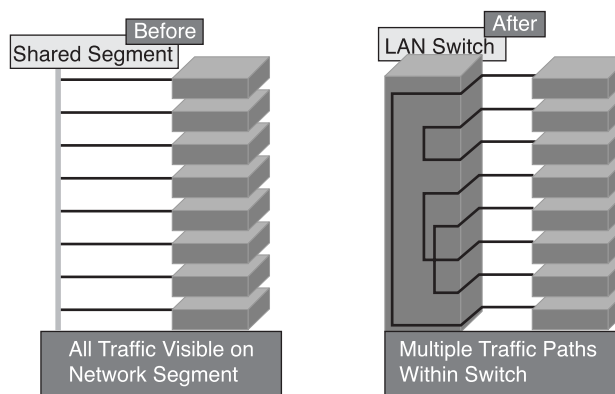 Before
Shared Segment
All Traffic Visible on
Network Segment
After
LAN Switch
Multiple Traffic Paths
Within Switch